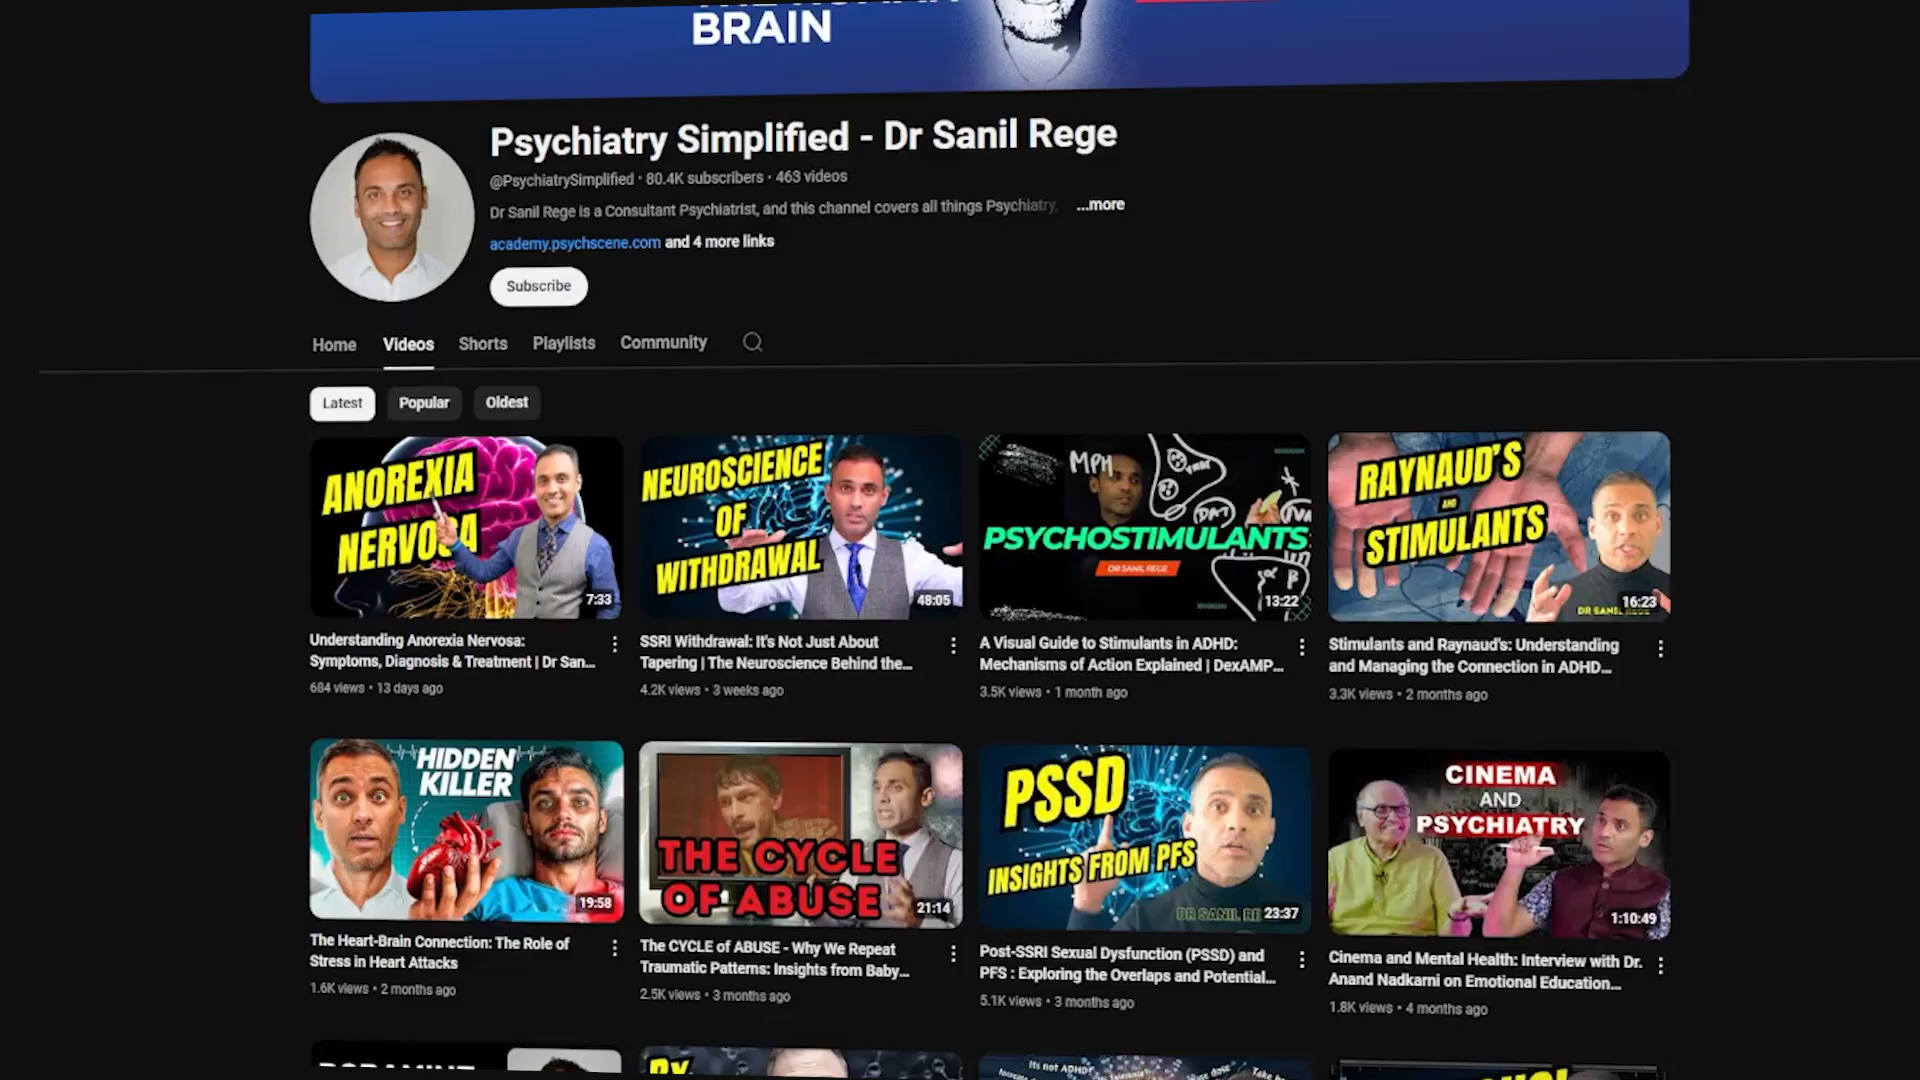 BRAIN
Psychiatry Simplified - Dr Sanil Rege
@PsychiatrySimplified • 80.4K subscribers • 463 videos
Dr Sanil Rege is a Consultant Psychiatrist, and this channel covers all things Psychiatry, ...more
academy.psychscene.com and 4 more links
Subscribe
Home Videos Shorts Playlists Community
Latest Popular Oldest
ANOREXIA
NERVOSA
7:33
Understanding Anorexia Nervosa:
Symptoms, Diagnosis & Treatment | Dr San...
684 views • 13 days ago
NEUROSCIENCE
OF
WITHDRAWAL
48:05
SSRI Withdrawal: It's Not Just About
Tapering | The Neuroscience Behind the...
4.2K views • 3 weeks ago
MPH
DAT
PSYCHOSTIMULANTS
DR SANIL REGE
13:22
A Visual Guide to Stimulants in ADHD:
Mechanisms of Action Explained | DexAMP...
3.5K views • 1 month ago
RAYNAUD'S
AND
STIMULANTS
DR SANIL REGE
16:23
Stimulants and Raynaud's: Understanding
and Managing the Connection in ADHD...
3.3K views • 2 months ago
HIDDEN
KILLER
19:58
The Heart-Brain Connection: The Role of
Stress in Heart Attacks
1.6K views • 2 months ago
THE CYCLE
OF ABUSE
21:14
The CYCLE of ABUSE - Why We Repeat
Traumatic Patterns: Insights from Baby...
2.5K views • 3 months ago
PSSD
INSIGHTS FROM PFS
DR SANIL RE
23:37
Post-SSRI Sexual Dysfunction (PSSD) and
PFS : Exploring the Overlaps and Potential...
5.1K views • 3 months ago
CINEMA
AND
PSYCHIATRY
1:10:49
Cinema and Mental Health: Interview with Dr.
Anand Nadkarni on Emotional Education...
1.8K views • 4 months ago
DOPAMINE
Its not ADHD?